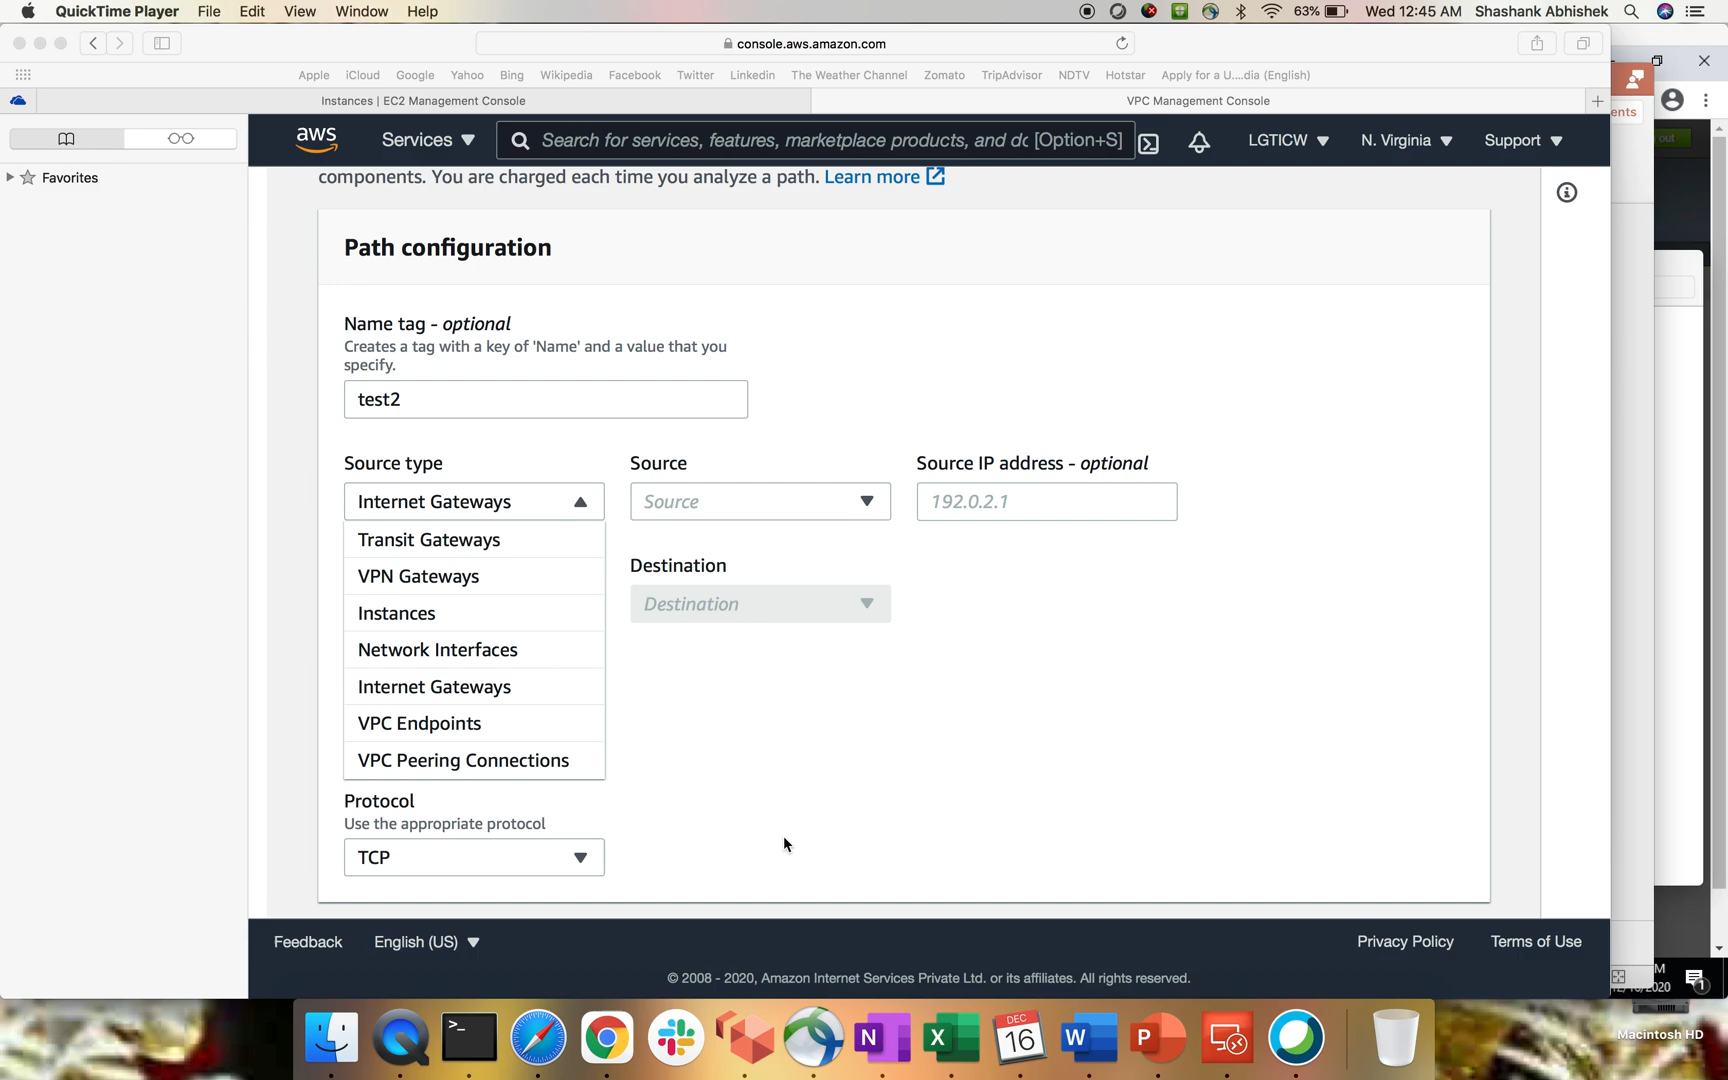 QuickTime Player File Edit View Window Help 63% Wed 12:45 AM Shashank Abhishek
console.aws.amazon.com
Apple iCloud Google Yahoo Bing Wikipedia Facebook Twitter Linkedin The Weather Channel Zomato TripAdvisor NDTV Hotstar Apply for a U....dia (English)
Instances | EC2 Management Console VPC Management Console
ents
out
Favorites
aws Services Search for services, features, marketplace products, and dc [Option+S] LGTICW N. Virginia Support
components. You are charged each time you analyze a path. Learn more
Path configuration
Name tag - optional
Creates a tag with a key of 'Name' and a value that you
specify.
test2
Source type Source Source IP address - optional
Internet Gateways Source 192.0.2.1
Transit Gateways
Destination
VPN Gateways
Destination
Instances
Network Interfaces
Internet Gateways
VPC Endpoints
VPC Peering Connections
Protocol
Use the appropriate protocol
TCP
Feedback English (US) Privacy Policy Terms of Use
© 2008 - 2020, Amazon Internet Services Private Ltd. or its affiliates. All rights reserved.
M
/2020
1
DEC
16
N X W P
Macintosh HD